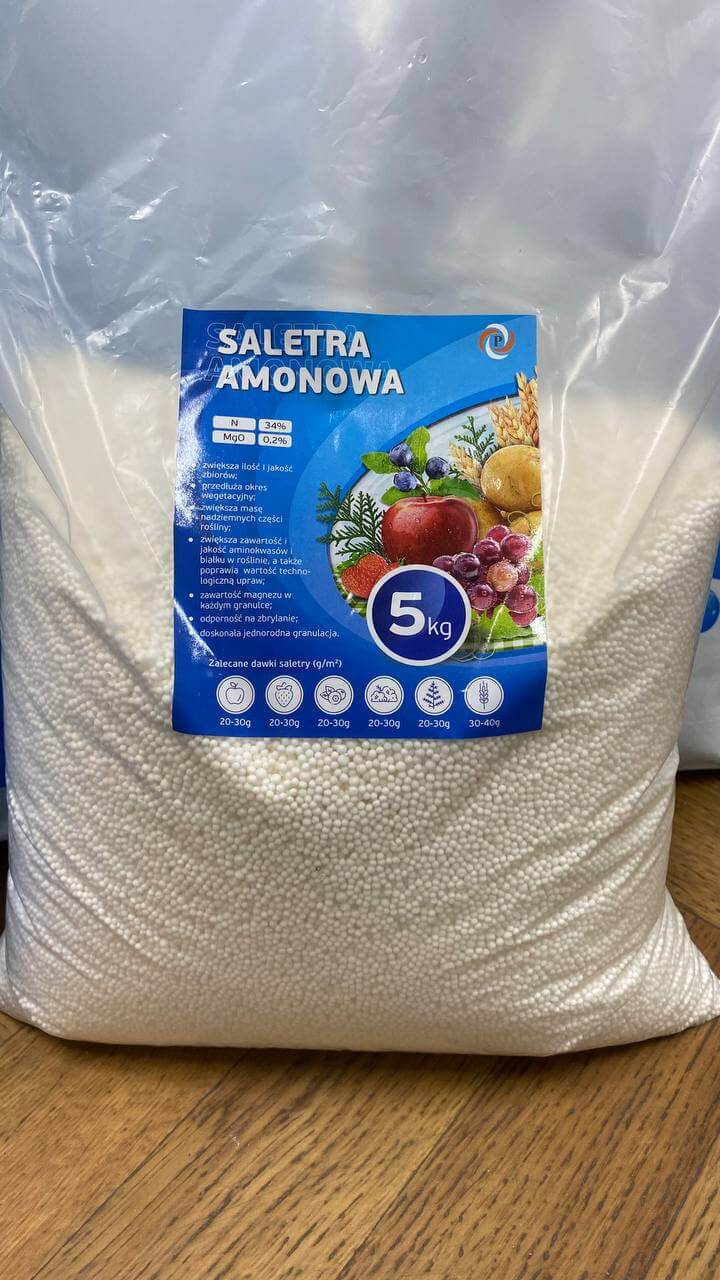 SALETRA
AMONOWA
P
N 34%
MgO 0,2%
zwiększa ilość i jakość
zbiorów;
przedłuża okres
wegetacyjny;
zwiększa masę
nadziemnych części
rośliny;
• zwiększa zawartość i
jakość aminokwasów i
białku w roślinie, a także
poprawia wartość techno-
logiczną upraw;
• zawartość magnezu w
każdym granulce;
• odporność na zbrylanie;
doskonała jednorodna granulacja.
5kg
Zalecane dawki saletry (g/m²)
20-30g 20-30g 20-30g 20-30g 20-30g 30-40g